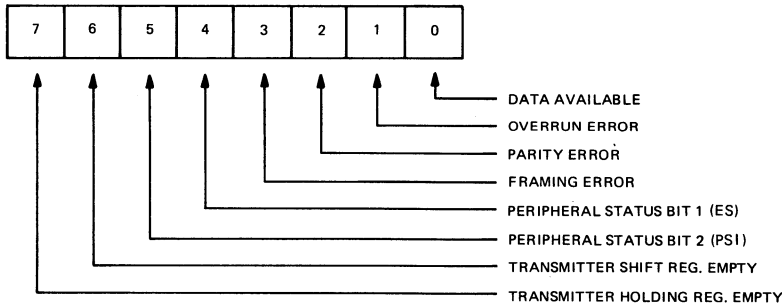 7 6 5 4 3 2 1 0
DATA AVAILABLE
OVERRUN ERROR
PARITY ERROR
FRAMING ERROR
PERIPHERAL STATUS BIT 1 (ES)
PERIPHERAL STATUS BIT 2 (PSI)
TRANSMITTER SHIFT REG. EMPTY
TRANSMITTER HOLDING REG. EMPTY